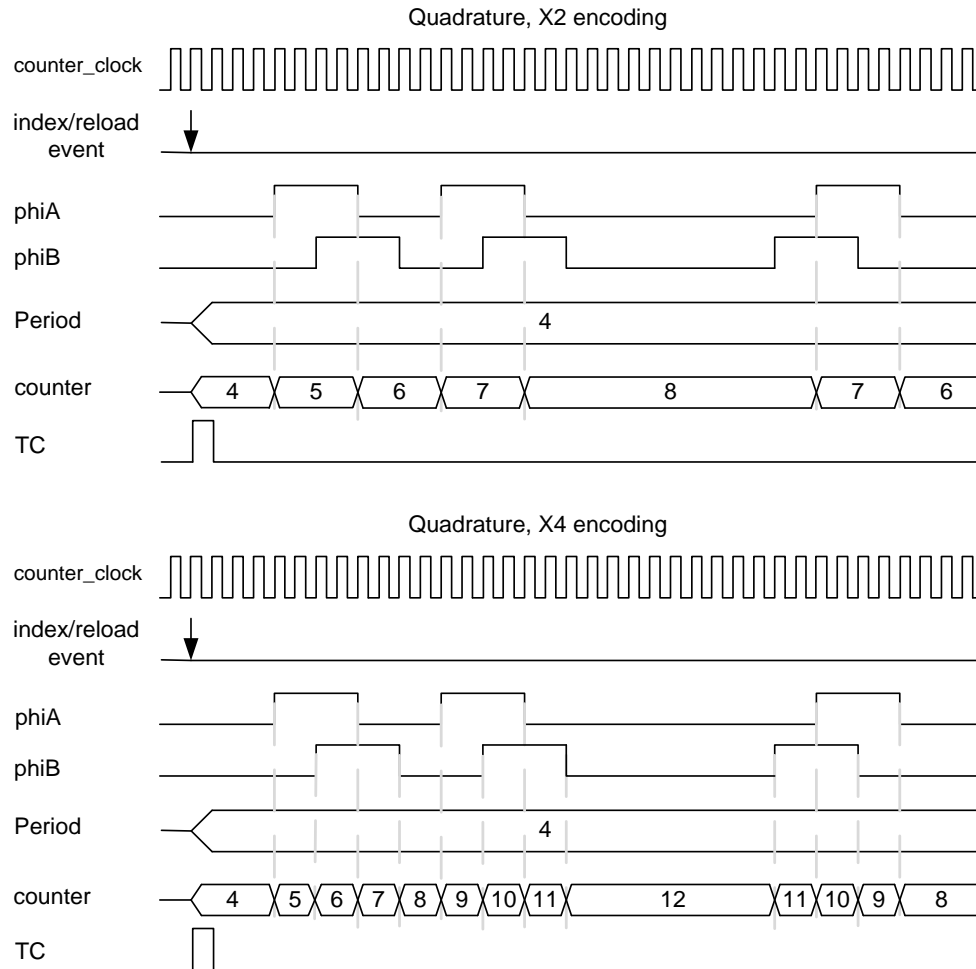 Quadrature, X2 encoding
counter_clock
index/reload
event
phiA
phiB
Period
4
counter
4 5 6 7 8 7 6
TC
Quadrature, X4 encoding
counter_clock
index/reload
event
phiA
phiB
Period
4
counter
4 5 6 7 8 9 10 11 12 11 10 9 8
TC